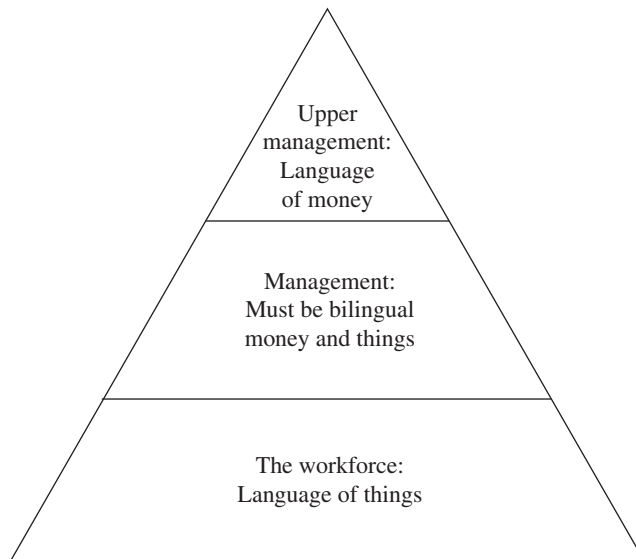 Upper
management:
Language
of money
Management:
Must be bilingual
money and things
The workforce:
Language of things